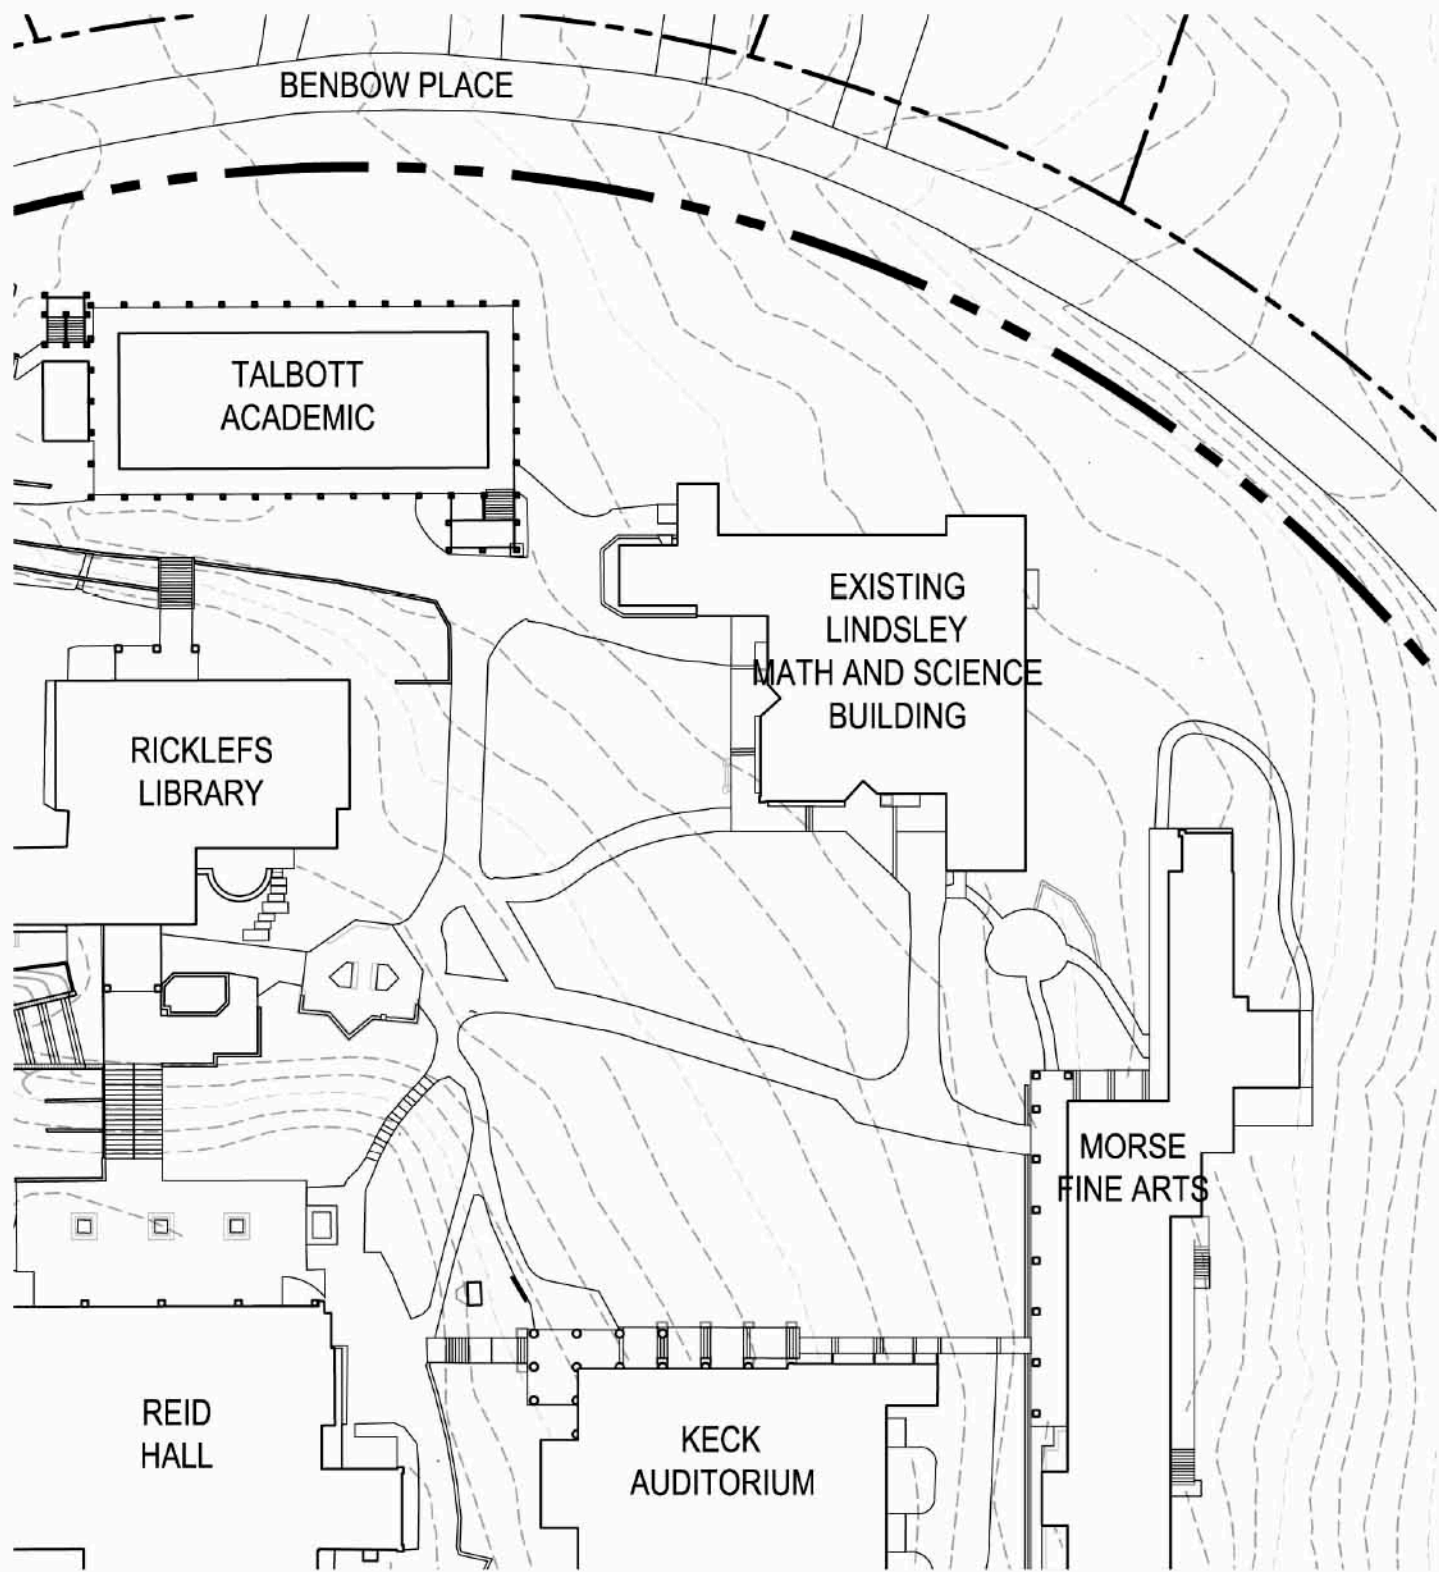 BENBOW PLACE
TALBOTT
ACADEMIC
EXISTING
LINDSLEY
MATH AND SCIENCE
BUILDING
RICKLEFS
LIBRARY
MORSE
FINE ARTS
REID
HALL
KECK
AUDITORIUM